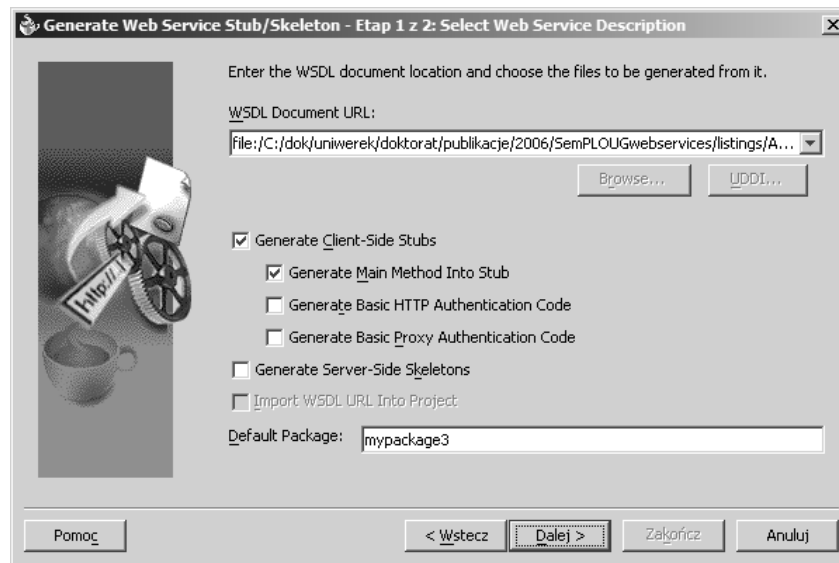 Generate Web Service Stub/Skeleton - Etap 1 z 2: Select Web Service Description
Enter the WSDL document location and choose the files to be generated from it.
WSDL Document URL:
file:/C:/dok/uniwerek/doktorat/publikacje/2006/SemPLOUGwebservices/listings/A...
Browse...
UDDI...
Generate Client-Side Stubs
Generate Main Method Into Stub
Generate Basic HTTP Authentication Code
Generate Basic Proxy Authentication Code
Generate Server-Side Skeletons
Import WSDL URL Into Project
Default Package: mypackage3
http://.
Pomoc
< Wstecz
Dalej >
Zakończ
Anuluj